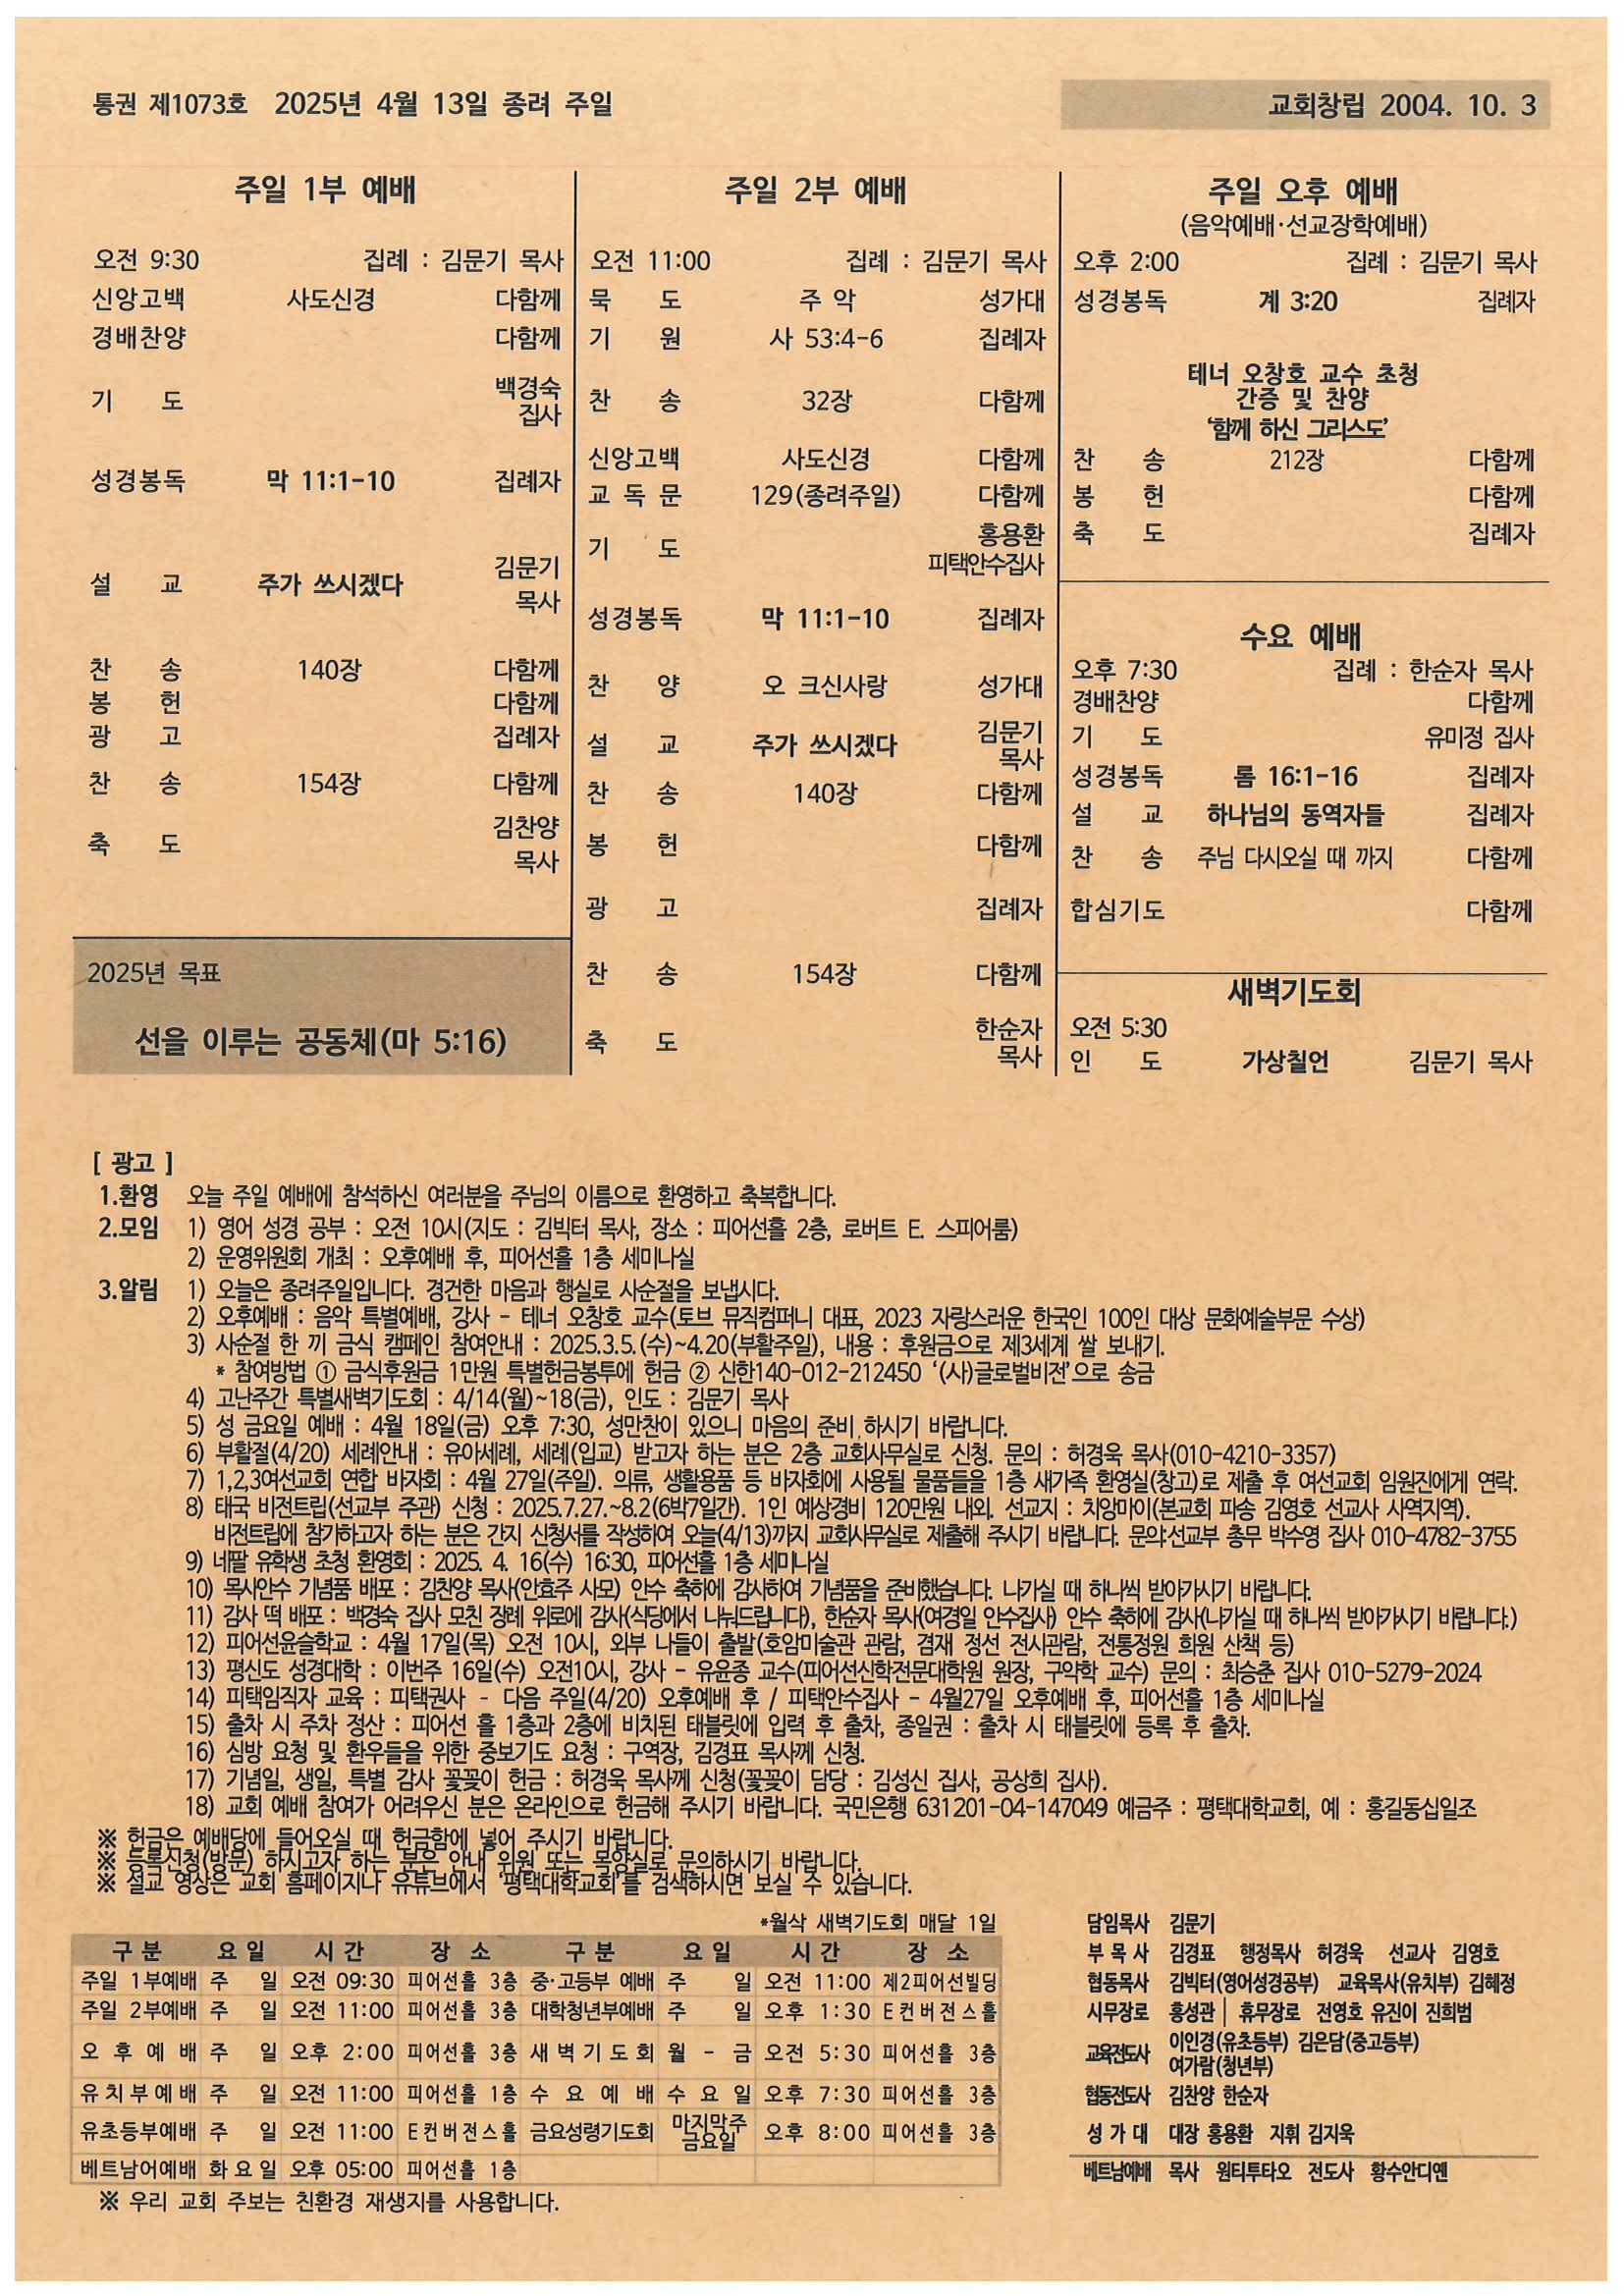 통권 제1073호 2025년 4월 13일 종려 주일
교회창립 2004. 10. 3
주일 1부 예배
오전 9:30 집례 : 김문기 목사
신앙고백 사도신경 다함께
경배찬양 다함께
기 도 백경숙
집사
성경봉독 막 11:1-10 집례자
설 교 주가 쓰시겠다 김문기
목사
찬 송 140장 다함께
봉 헌 다함께
광 고 집례자
찬 송 154장 다함께
축 도 김찬양
목사
2025년 목표
선을 이루는 공동체(마 5:16)
주일 2부 예배
오전 11:00 집례 : 김문기 목사
묵 도 주 악 성가대
기 원 사 53:4-6 집례자
찬 송 32장 다함께
신앙고백 사도신경 다함께
교 독 문 129(종려주일) 다함께
기 도 홍용환
피택안수집사
성경봉독 막 11:1-10 집례자
찬 양 오 크신사랑 성가대
설 교 주가 쓰시겠다 김문기
목사
찬 송 140장 다함께
봉 헌 다함께
광 고 집례자
찬 송 154장 다함께
축 도 한순자
목사
주일 오후 예배
(음악예배·선교장학예배)
오후 2:00 집례 : 김문기 목사
성경봉독 계 3:20 집례자
테너 오창호 교수 초청
간증 및 찬양
‘함께 하신 그리스도’
찬 송 212장 다함께
봉 헌 다함께
축 도 집례자
수요 예배
오후 7:30 집례 : 한순자 목사
경배찬양 다함께
기 도 유미정 집사
성경봉독 롬 16:1-16 집례자
설 교 하나님의 동역자들 집례자
찬 송 주님 다시오실 때 까지 다함께
합심기도 다함께
새벽기도회
오전 5:30
인 도 가상칠언 김문기 목사
[ 광고 ]
1.환영 오늘 주일 예배에 참석하신 여러분을 주님의 이름으로 환영하고 축복합니다.
2.모임 1) 영어 성경 공부 : 오전 10시(지도 : 김빅터 목사, 장소 : 피어선홀 2층, 로버트 E. 스피어룸)
2) 운영위원회 개최 : 오후예배 후, 피어선홀 1층 세미나실
3.알림 1) 오늘은 종려주일입니다. 경건한 마음과 행실로 사순절을 보냅시다.
2) 오후예배 : 음악 특별예배, 강사 - 테너 오창호 교수(토브 뮤직컴퍼니 대표, 2023 자랑스러운 한국인 100인 대상 문화예술부문 수상)
3) 사순절 한 끼 금식 캠페인 참여안내 : 2025.3.5.(수)~4.20(부활주일), 내용 : 후원금으로 제3세계 쌀 보내기.
* 참여방법 ① 금식후원금 1만원 특별헌금봉투에 헌금 ② 신한140-012-212450 ‘(사)글로벌비전’으로 송금
4) 고난주간 특별새벽기도회 : 4/14(월)~18(금), 인도 : 김문기 목사
5) 성 금요일 예배 : 4월 18일(금) 오후 7:30, 성만찬이 있으니 마음의 준비 하시기 바랍니다.
6) 부활절(4/20) 세례안내 : 유아세례, 세례(입교) 받고자 하는 분은 2층 교회사무실로 신청. 문의 : 허경욱 목사(010-4210-3357)
7) 1,2,3여선교회 연합 바자회 : 4월 27일(주일). 의류, 생활용품 등 바자회에 사용될 물품들을 1층 새가족 환영실(창고)로 제출 후 여선교회 임원진에게 연락.
8) 태국 비전트립(선교부 주관) 신청 : 2025.7.27.~8.2(6박7일간). 1인 예상경비 120만원 내외. 선교지 : 치앙마이(본교회 파송 김영호 선교사 사역지역).
비전트립에 참가하고자 하는 분은 간지 신청서를 작성하여 오늘(4/13)까지 교회사무실로 제출해 주시기 바랍니다. 문의:선교부 총무 박수영 집사 010-4782-3755
9) 네팔 유학생 초청 환영회 : 2025. 4. 16(수) 16:30, 피어선홀 1층 세미나실
10) 목사안수 기념품 배포 : 김찬양 목사(안효주 사모) 안수 축하에 감사하여 기념품을 준비했습니다. 나가실 때 하나씩 받아가시기 바랍니다.
11) 감사 떡 배포 : 백경숙 집사 모친 장례 위로에 감사(식당에서 나눠드립니다), 한순자 목사(여경일 안수집사) 안수 축하에 감사(나가실 때 하나씩 받아가시기 바랍니다.)
12) 피어선윤슬학교 : 4월 17일(목) 오전 10시, 외부 나들이 출발(호암미술관 관람, 겸재 정선 전시관람, 전통정원 희원 산책 등)
13) 평신도 성경대학 : 이번주 16일(수) 오전10시, 강사 - 유윤종 교수(피어선신학전문대학원 원장, 구약학 교수) 문의 : 최승춘 집사 010-5279-2024
14) 피택임직자 교육 : 피택권사 - 다음 주일(4/20) 오후예배 후 / 피택안수집사 - 4월27일 오후예배 후, 피어선홀 1층 세미나실
15) 출차 시 주차 정산 : 피어선 홀 1층과 2층에 비치된 태블릿에 입력 후 출차, 종일권 : 출차 시 태블릿에 등록 후 출차.
16) 심방 요청 및 환우들을 위한 중보기도 요청 : 구역장, 김경표 목사께 신청.
17) 기념일, 생일, 특별 감사 꽃꽂이 헌금 : 허경욱 목사께 신청(꽃꽂이 담당 : 김성신 집사, 공상희 집사).
18) 교회 예배 참여가 어려우신 분은 온라인으로 헌금해 주시기 바랍니다. 국민은행 631201-04-147049 예금주 : 평택대학교회, 예 : 홍길동십일조
※ 헌금은 예배당에 들어오실 때 헌금함에 넣어 주시기 바랍니다.
※ 등록신청(방문) 하시고자 하는 분은 안내 위원 또는 목양실로 문의하시기 바랍니다.
※ 설교 영상은 교회 홈페이지나 유튜브에서 ‘평택대학교회’를 검색하시면 보실 수 있습니다.
*월삭 새벽기도회 매달 1일
구 분 요 일 시 간 장 소 구 분 요 일 시 간 장 소
주일 1부예배 주 일 오전 09:30 피어선홀 3층 중·고등부 예배 주 일 오전 11:00 제2피어선빌딩
주일 2부예배 주 일 오전 11:00 피어선홀 3층 대학청년부예배 주 일 오후 1:30 E컨버전스홀
오 후 예 배 주 일 오후 2:00 피어선홀 3층 새 벽 기 도 회 월 - 금 오전 5:30 피어선홀 3층
유치부예배 주 일 오전 11:00 피어선홀 1층 수 요 예 배 수 요 일 오후 7:30 피어선홀 3층
유초등부예배 주 일 오전 11:00 E컨버전스홀 금요성령기도회 마지막주
금요일 오후 8:00 피어선홀 3층
베트남어예배 화 요 일 오후 05:00 피어선홀 1층
※ 우리 교회 주보는 친환경 재생지를 사용합니다.
담임목사 김문기
부 목 사 김경표 행정목사 허경욱 선교사 김영호
협동목사 김빅터(영어성경공부) 교육목사(유치부) 김혜정
시무장로 홍성관 | 휴무장로 전영호 유진이 진희범
교육전도사 이인경(유초등부) 김은담(중고등부)
여가람(청년부)
협동전도사 김찬양 한순자
성 가 대 대장 홍용환 지휘 김지욱
베트남예배 목사 원티투타오 전도사 황수안디엔